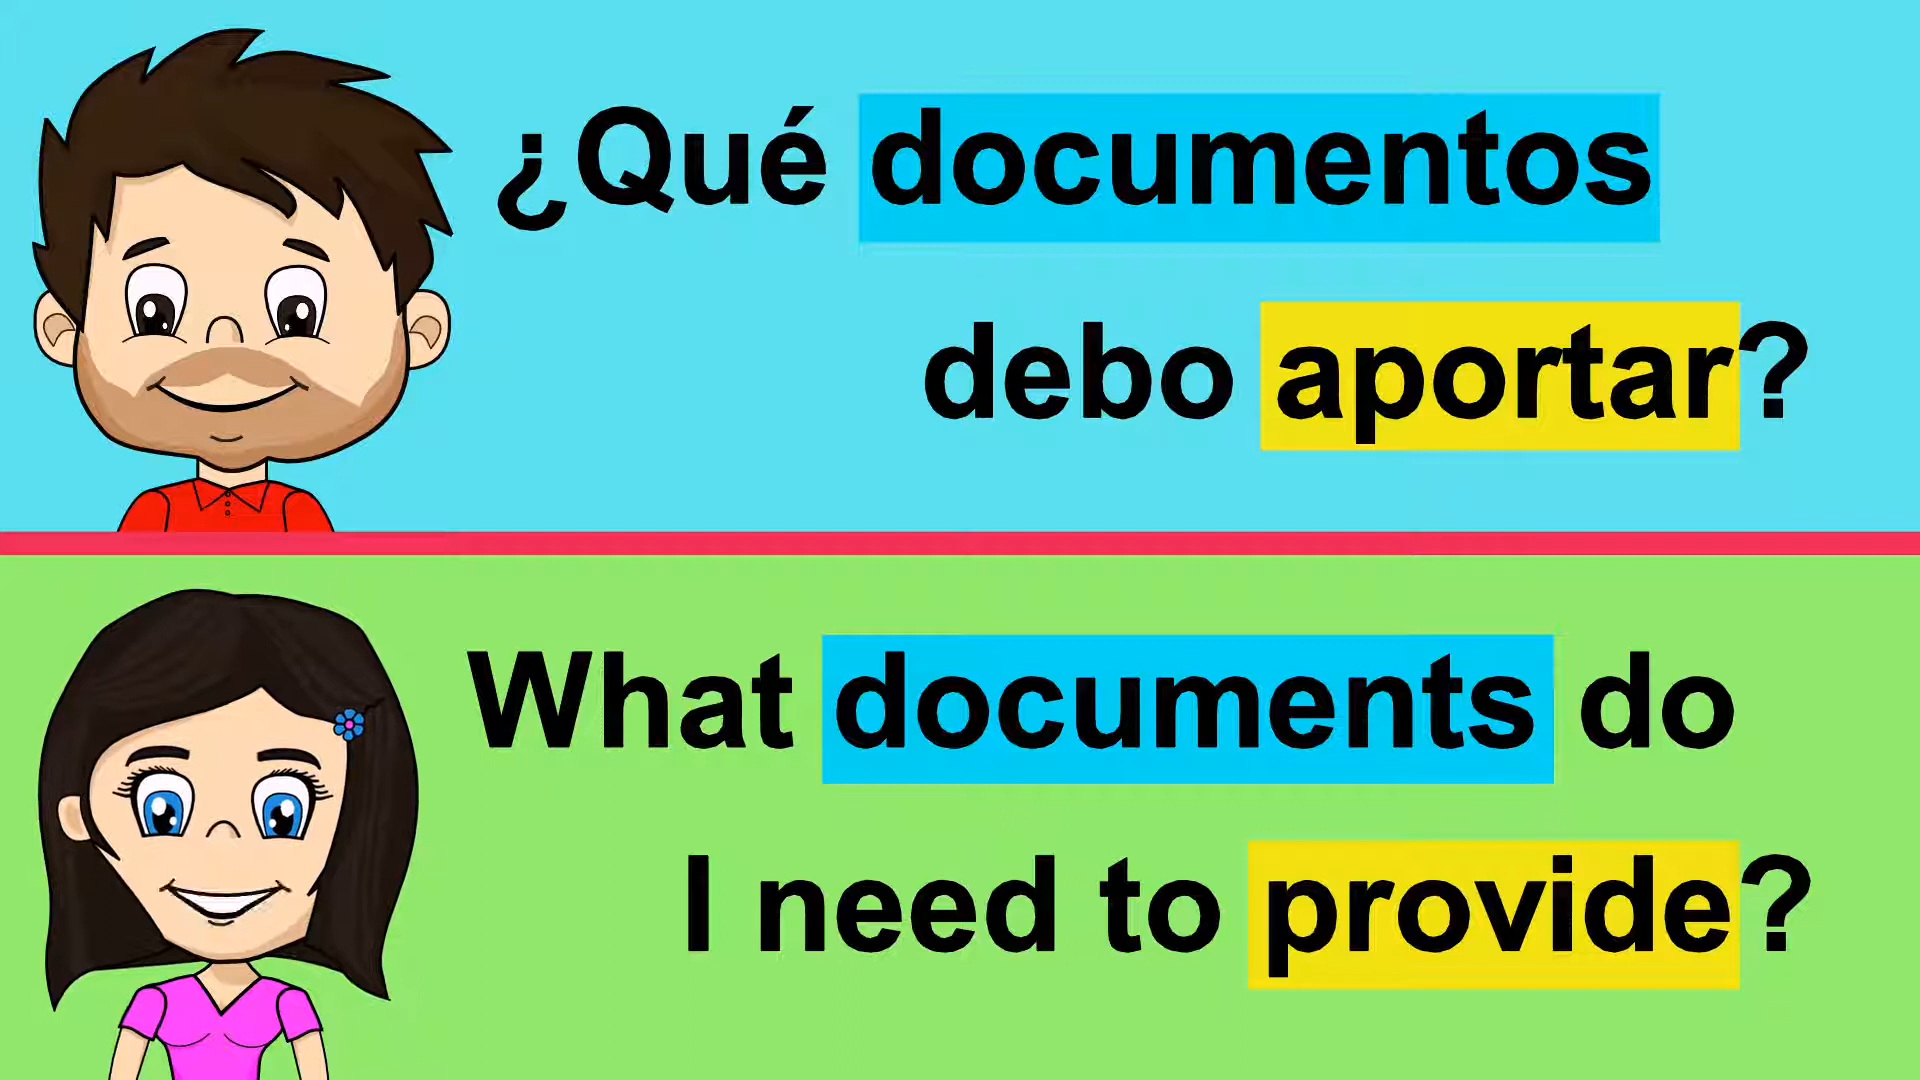 ¿Qué documentos
debo aportar?
What documents do
I need to provide?